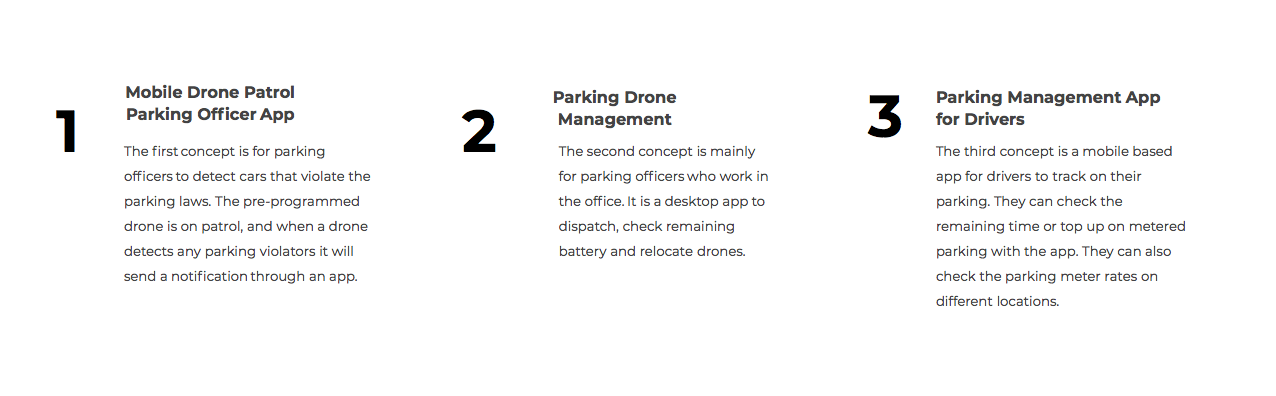 1
Mobile Drone Patrol
Parking Officer App
The first concept is for parking
officers to detect cars that violate the
parking laws. The pre-programmed
drone is on patrol, and when a drone
detects any parking violators it will
send a notification through an app.
2
Parking Drone
Management
The second concept is mainly
for parking officers who work in
the office. It is a desktop app to
dispatch, check remaining
battery and relocate drones.
3
Parking Management App
for Drivers
The third concept is a mobile based
app for drivers to track on their
parking. They can check the
remaining time or top up on metered
parking with the app. They can also
check the parking meter rates on
different locations.